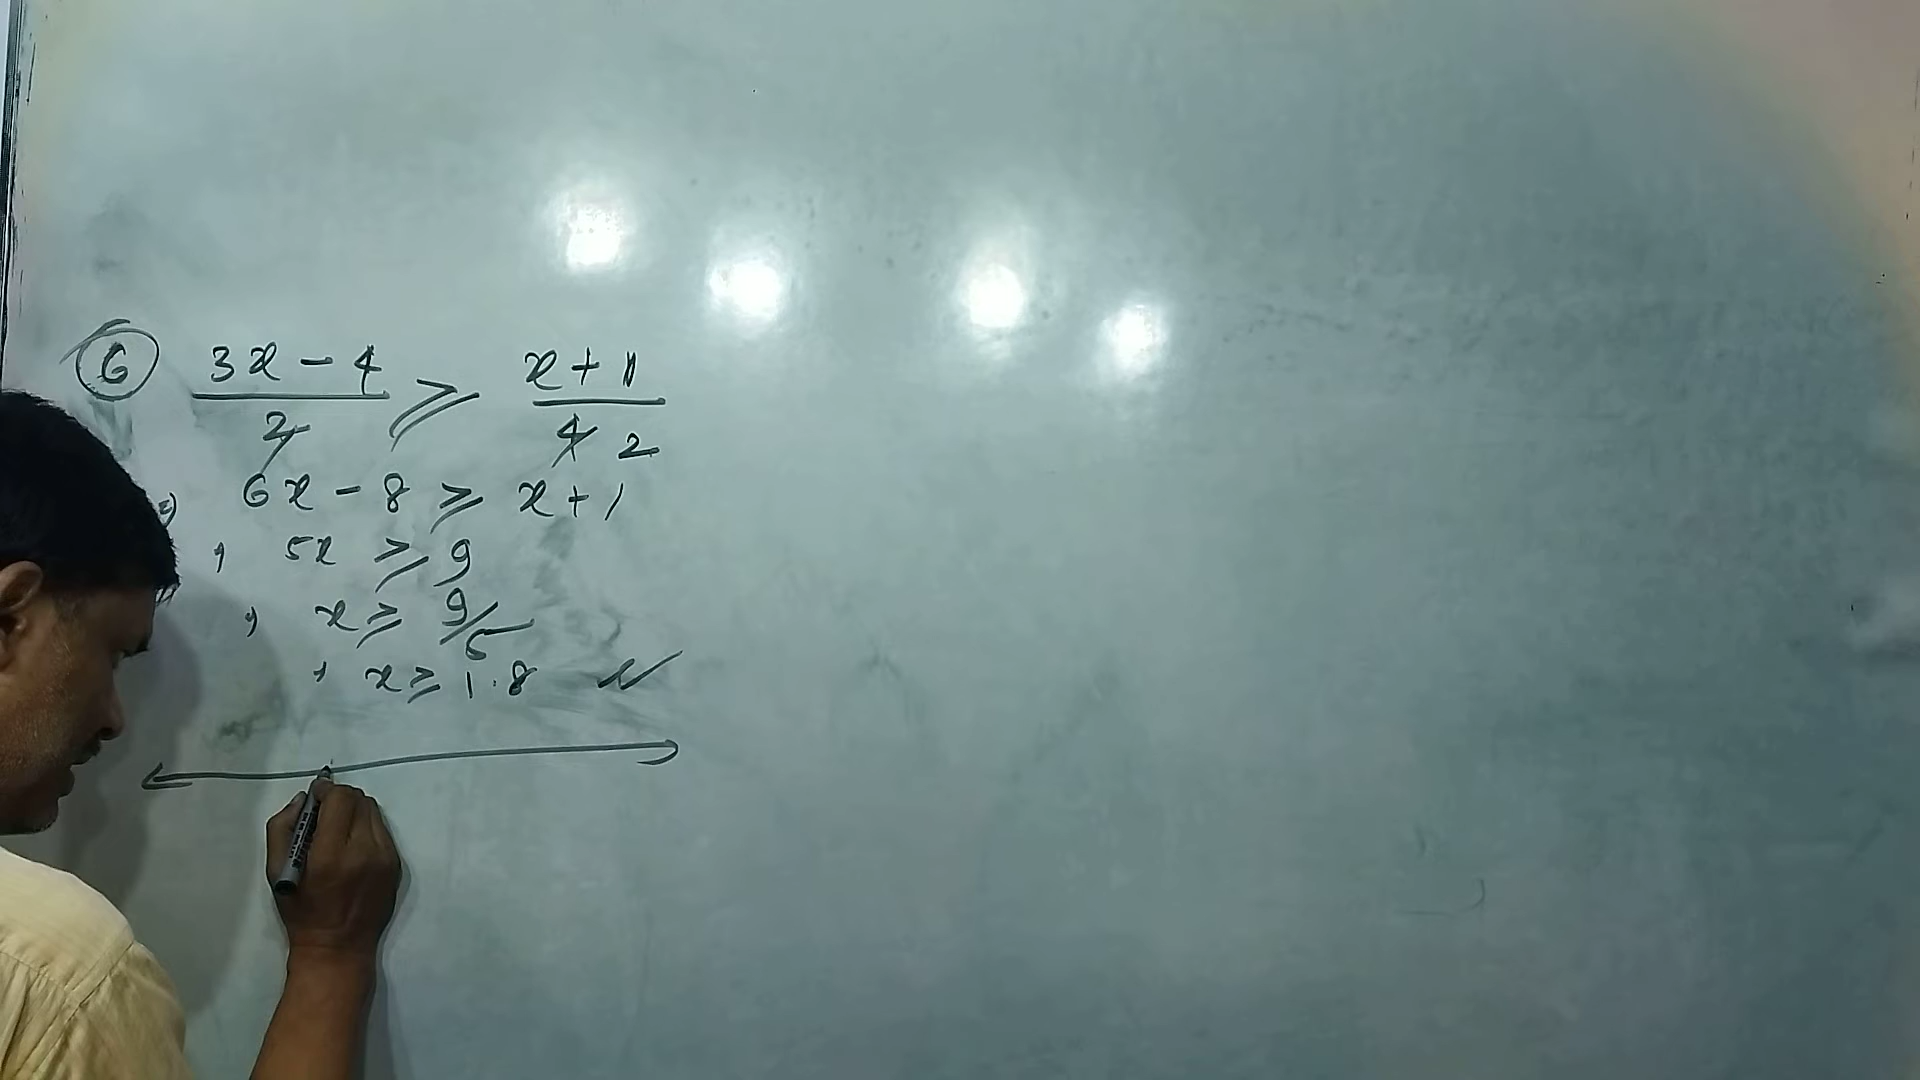 6 3x - 4 / 2 ≥ x + 1 / 4 2
6x - 8 ≥ x + 1
, 5x ≥ 9
, x ≥ 9/5
, x ≥ 1.8